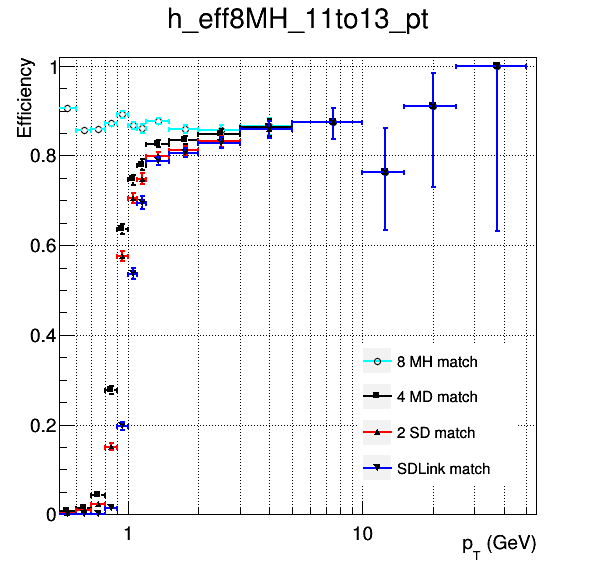 h_eff8MH_11to13_pt
Efficiency
1
0.8
0.6
0.4
0.2
0
8 MH match
4 MD match
2 SD match
SDLink match
1
10
p_T (GeV)